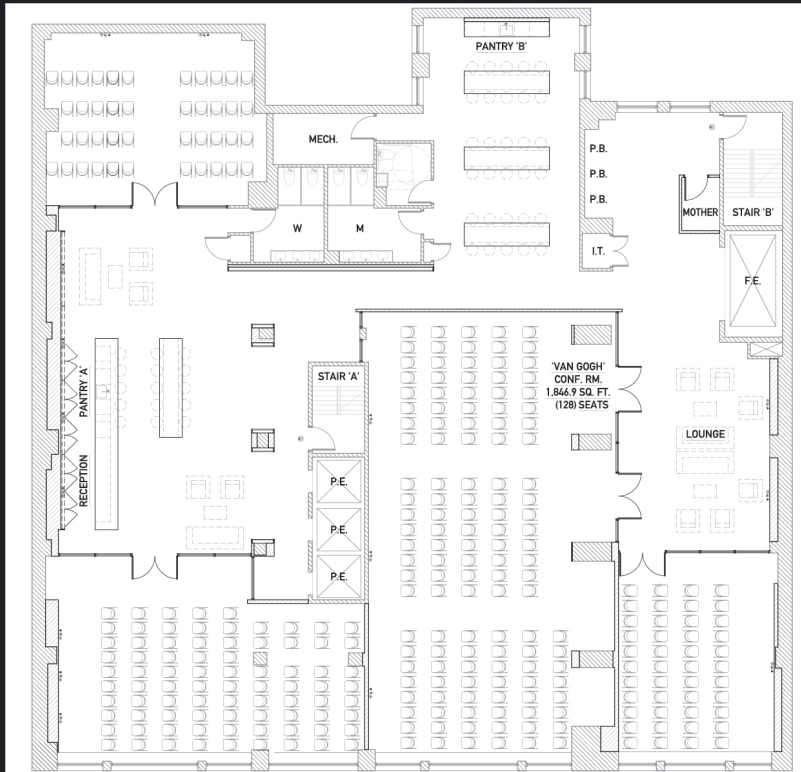 PANTRY 'B'
MECH.
P.B.
P.B.
P.B.
MOTHER
STAIR 'B'
W
M
I.T.
F.E.
STAIR 'A'
'VAN GOGH'
CONF. RM.
1,846.9 SQ. FT.
(128) SEATS
PANTRY 'A'
RECEPTION
LOUNGE
P.E.
P.E.
P.E.